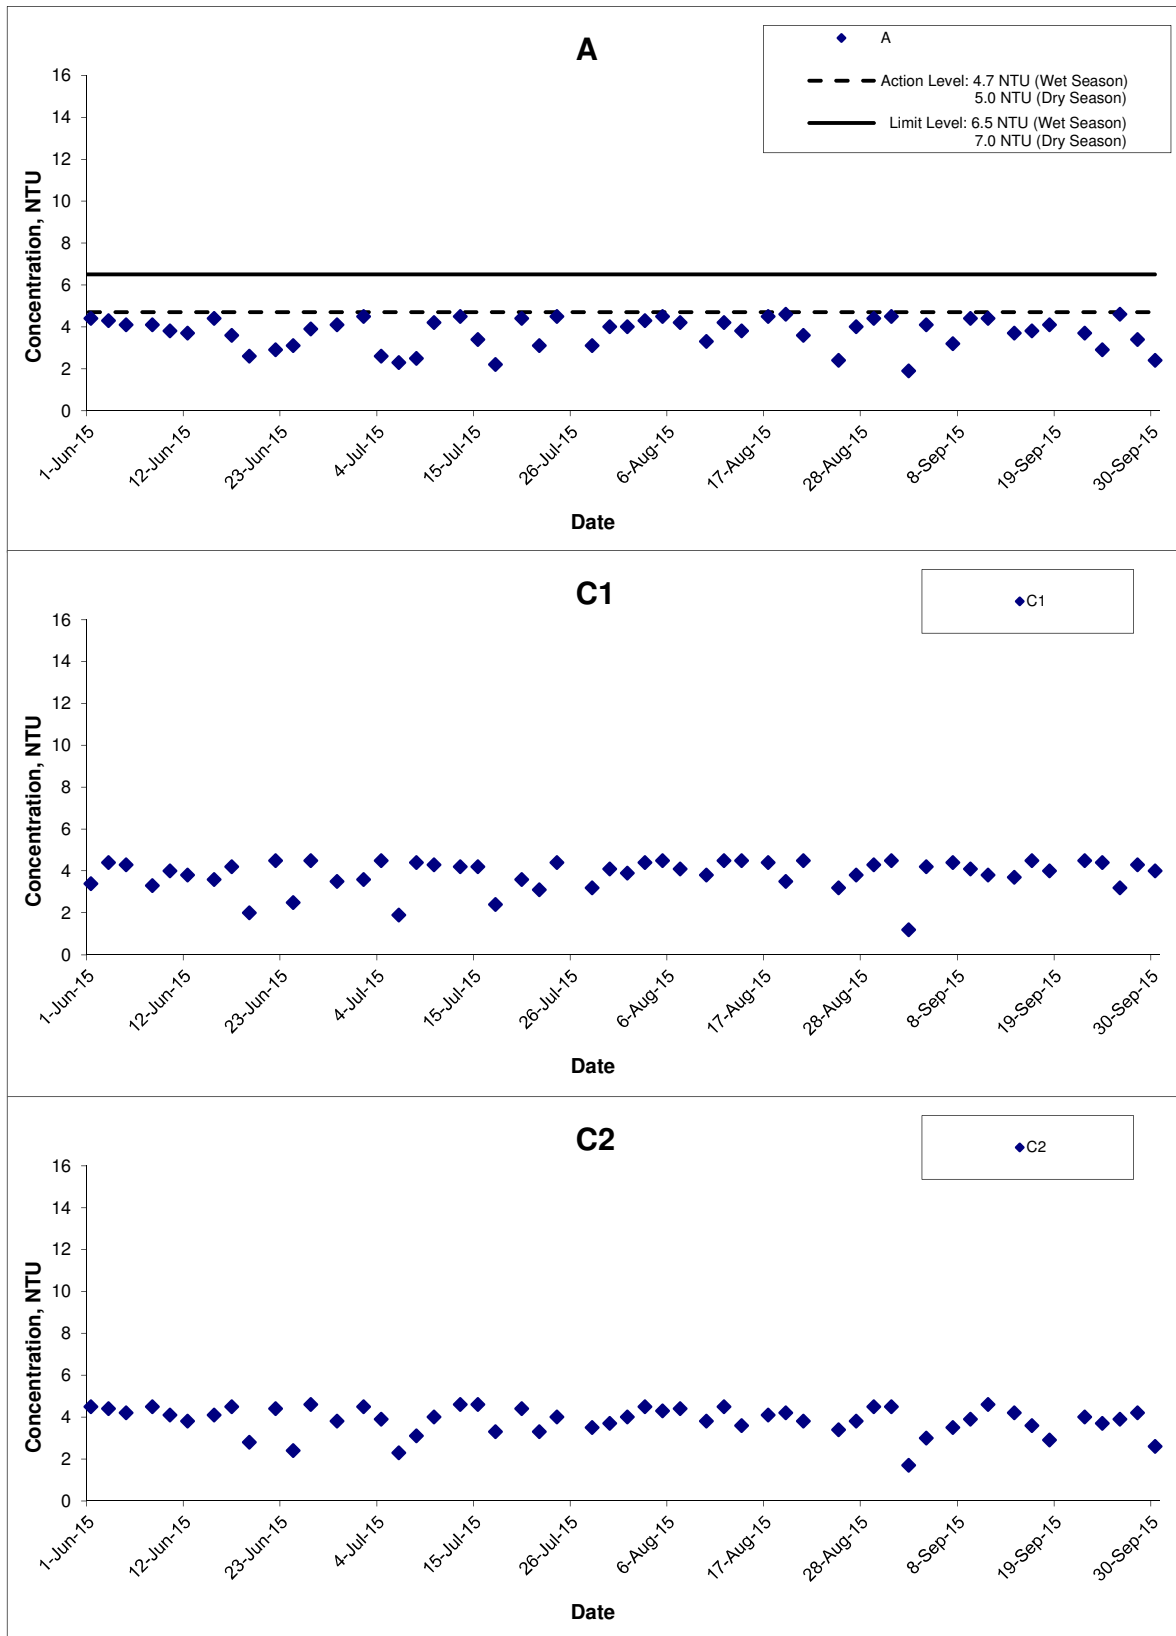 A
A
Action Level: 4.7 NTU (Wet Season)
5.0 NTU (Dry Season)
Limit Level: 6.5 NTU (Wet Season)
7.0 NTU (Dry Season)
Concentration, NTU
16
14
12
10
8
6
4
2
0
1-Jun-15
12-Jun-15
23-Jun-15
4-Jul-15
15-Jul-15
26-Jul-15
6-Aug-15
17-Aug-15
28-Aug-15
8-Sep-15
19-Sep-15
30-Sep-15
Date
C1
C1
Concentration, NTU
16
14
12
10
8
6
4
2
0
1-Jun-15
12-Jun-15
23-Jun-15
4-Jul-15
15-Jul-15
26-Jul-15
6-Aug-15
17-Aug-15
28-Aug-15
8-Sep-15
19-Sep-15
30-Sep-15
Date
C2
C2
Concentration, NTU
16
14
12
10
8
6
4
2
0
1-Jun-15
12-Jun-15
23-Jun-15
4-Jul-15
15-Jul-15
26-Jul-15
6-Aug-15
17-Aug-15
28-Aug-15
8-Sep-15
19-Sep-15
30-Sep-15
Date